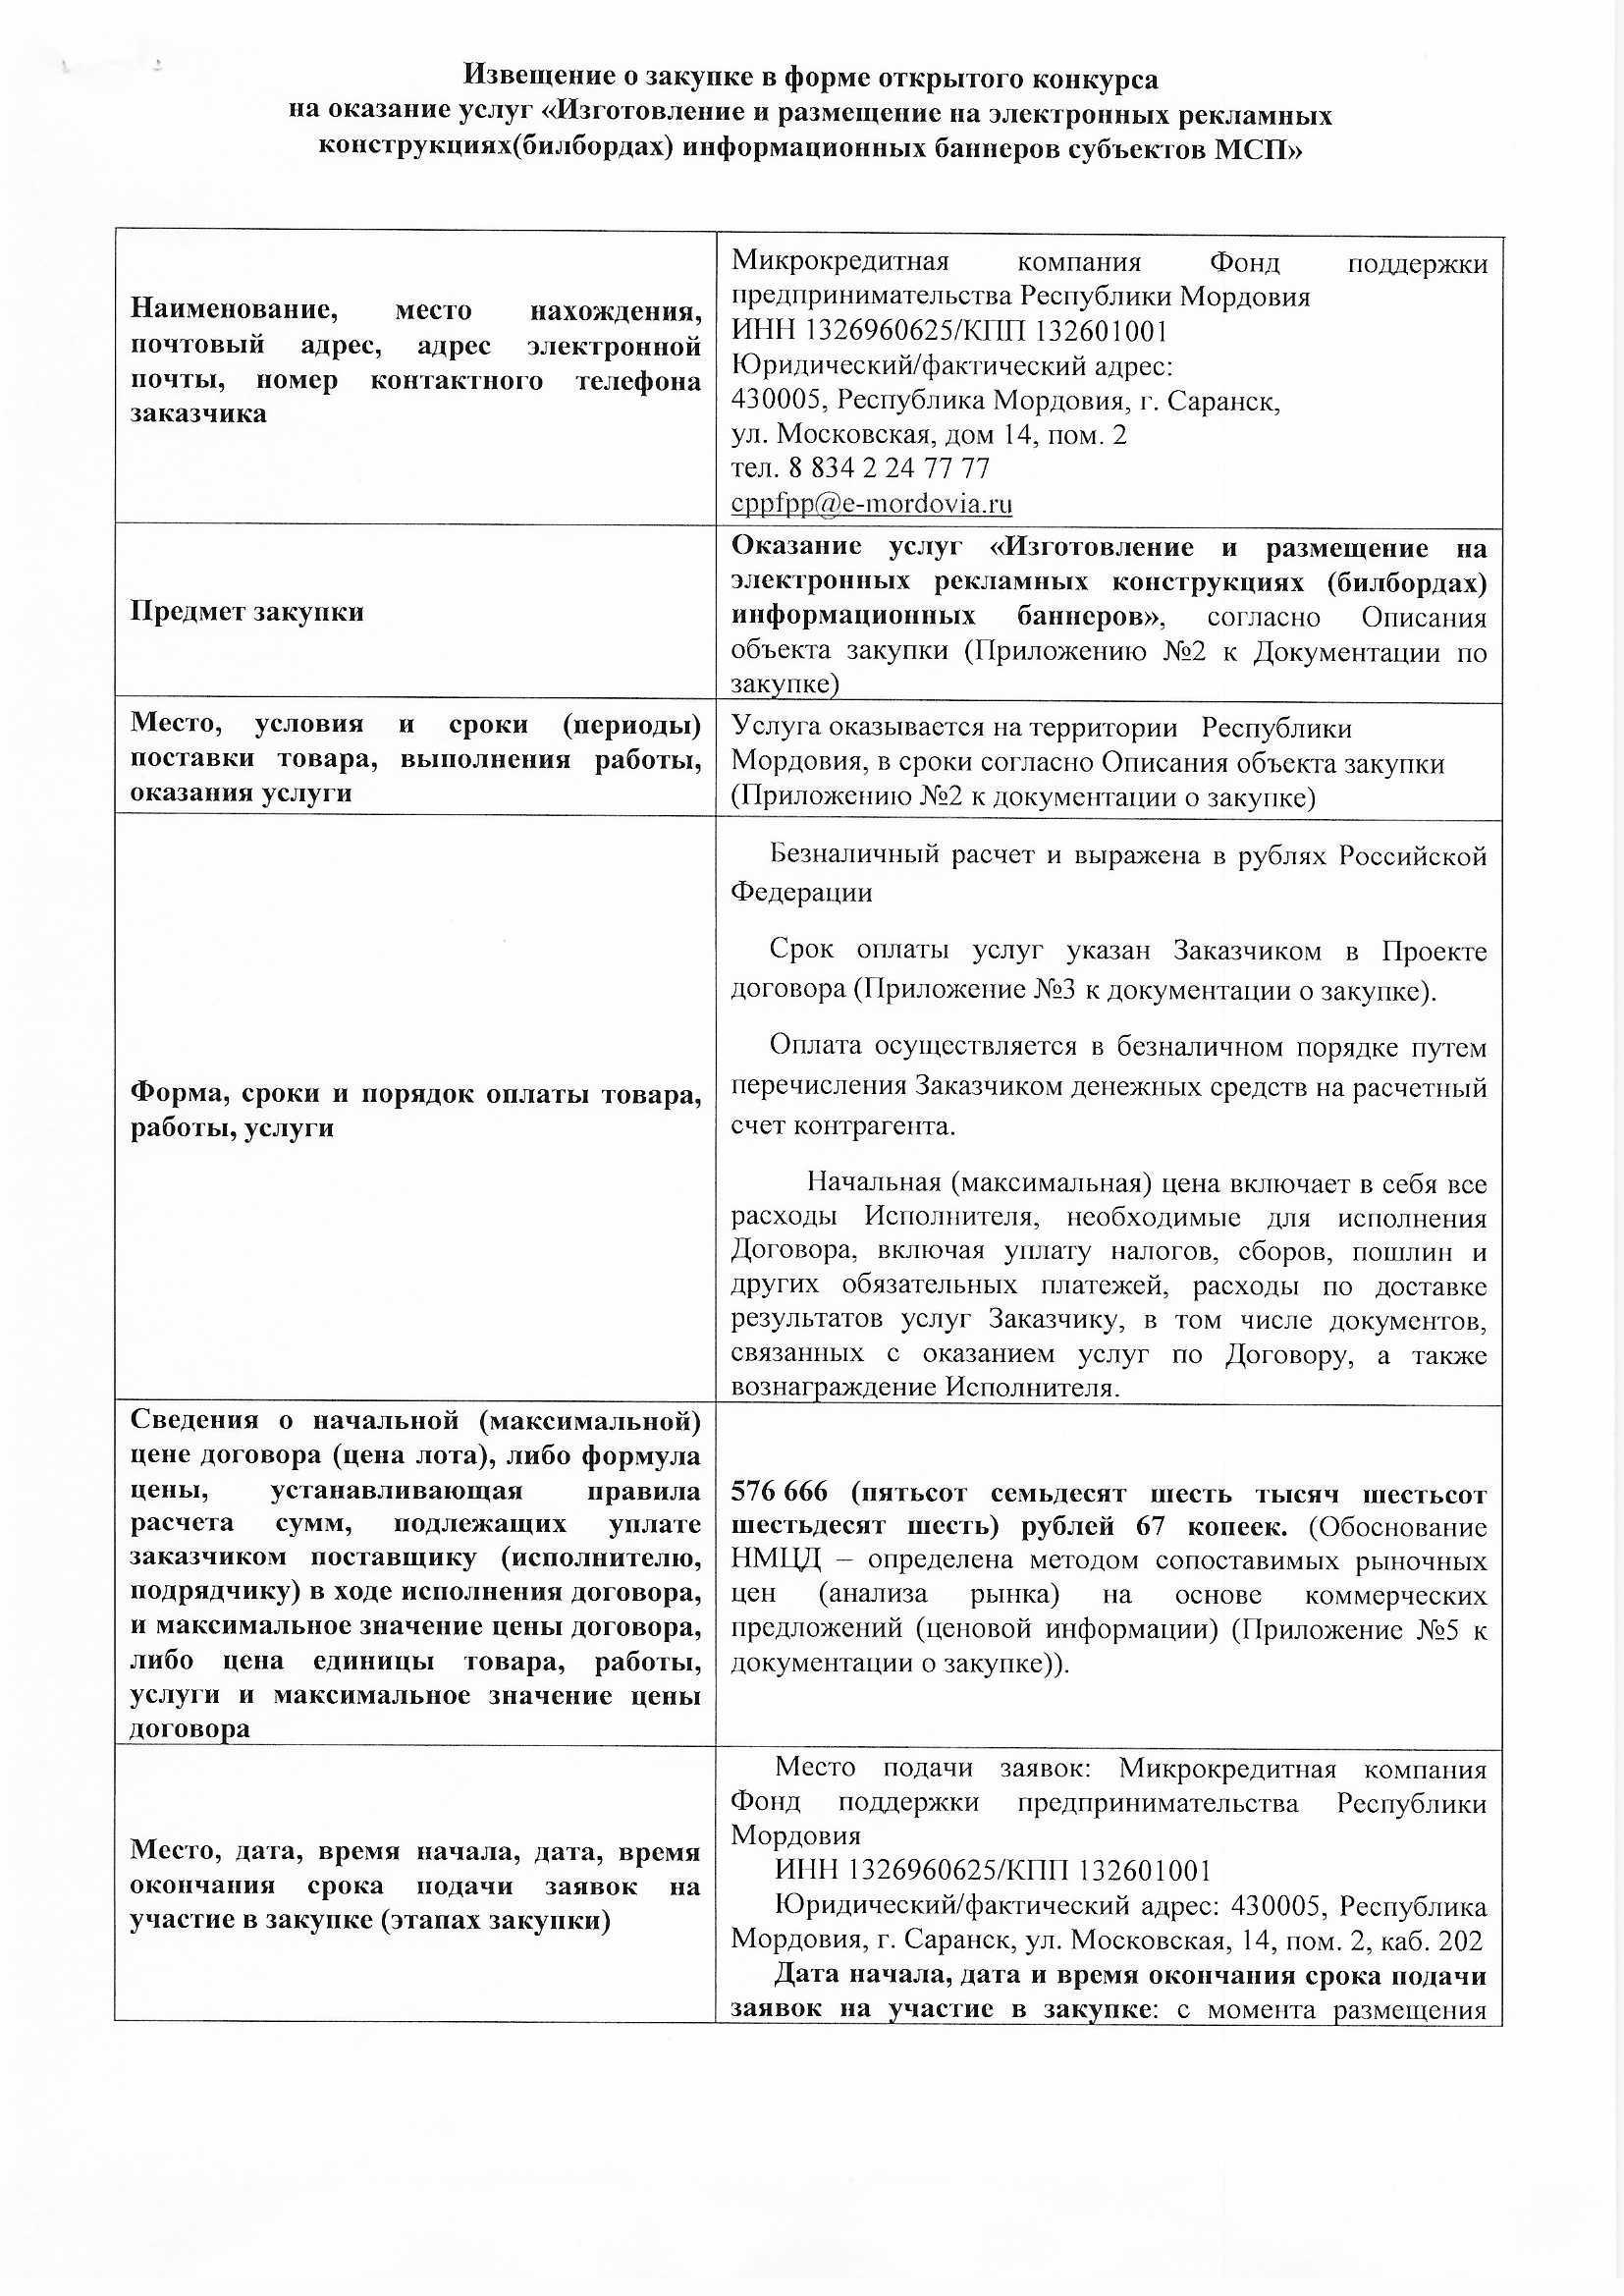 Извещение о закупке в форме открытого конкурса
на оказание услуг «Изготовление и размещение на электронных рекламных
конструкциях(билбордах) информационных баннеров субъектов МСП»
Наименование, место нахождения,
почтовый адрес, адрес электронной
почты, номер контактного телефона
заказчика
Микрокредитная компания Фонд поддержки
предпринимательства Республики Мордовия
ИНН 1326960625/КПП 132601001
Юридический/фактический адрес:
430005, Республика Мордовия, г. Саранск,
ул. Московская, дом 14, пом. 2
тел. 8 834 2 24 77 77
cppfpp@e-mordovia.ru
Предмет закупки
Оказание услуг «Изготовление и размещение на
электронных рекламных конструкциях (билбордах)
информационных баннеров», согласно Описания
объекта закупки (Приложению №2 к Документации по
закупке)
Место, условия и сроки (периоды)
поставки товара, выполнения работы,
оказания услуги
Услуга оказывается на территории Республики
Мордовия, в сроки согласно Описания объекта закупки
(Приложению №2 к документации о закупке)
Форма, сроки и порядок оплаты товара,
работы, услуги
Безналичный расчет и выражена в рублях Российской
Федерации
Срок оплаты услуг указан Заказчиком в Проекте
договора (Приложение №3 к документации о закупке).
Оплата осуществляется в безналичном порядке путем
перечисления Заказчиком денежных средств на расчетный
счет контрагента.
Начальная (максимальная) цена включает в себя все
расходы Исполнителя, необходимые для исполнения
Договора, включая уплату налогов, сборов, пошлин и
других обязательных платежей, расходы по доставке
результатов услуг Заказчику, в том числе документов,
связанных с оказанием услуг по Договору, а также
вознаграждение Исполнителя.
Сведения о начальной (максимальной)
цене договора (цена лота), либо формула
цены, устанавливающая правила
расчета сумм, подлежащих уплате
заказчиком поставщику (исполнителю,
подрядчику) в ходе исполнения договора,
и максимальное значение цены договора,
либо цена единицы товара, работы,
услуги и максимальное значение цены
договора
576 666 (пятьсот семьдесят шесть тысяч шестьсот
шестьдесят шесть) рублей 67 копеек. (Обоснование
НМЦД – определена методом сопоставимых рыночных
цен (анализа рынка) на основе коммерческих
предложений (ценовой информации) (Приложение №5 к
документации о закупке)).
Место, дата, время начала, дата, время
окончания срока подачи заявок на
участие в закупке (этапах закупки)
Место подачи заявок: Микрокредитная компания
Фонд поддержки предпринимательства Республики
Мордовия
ИНН 1326960625/КПП 132601001
Юридический/фактический адрес: 430005, Республика
Мордовия, г. Саранск, ул. Московская, 14, пом. 2, каб. 202
Дата начала, дата и время окончания срока подачи
заявок на участие в закупке: с момента размещения